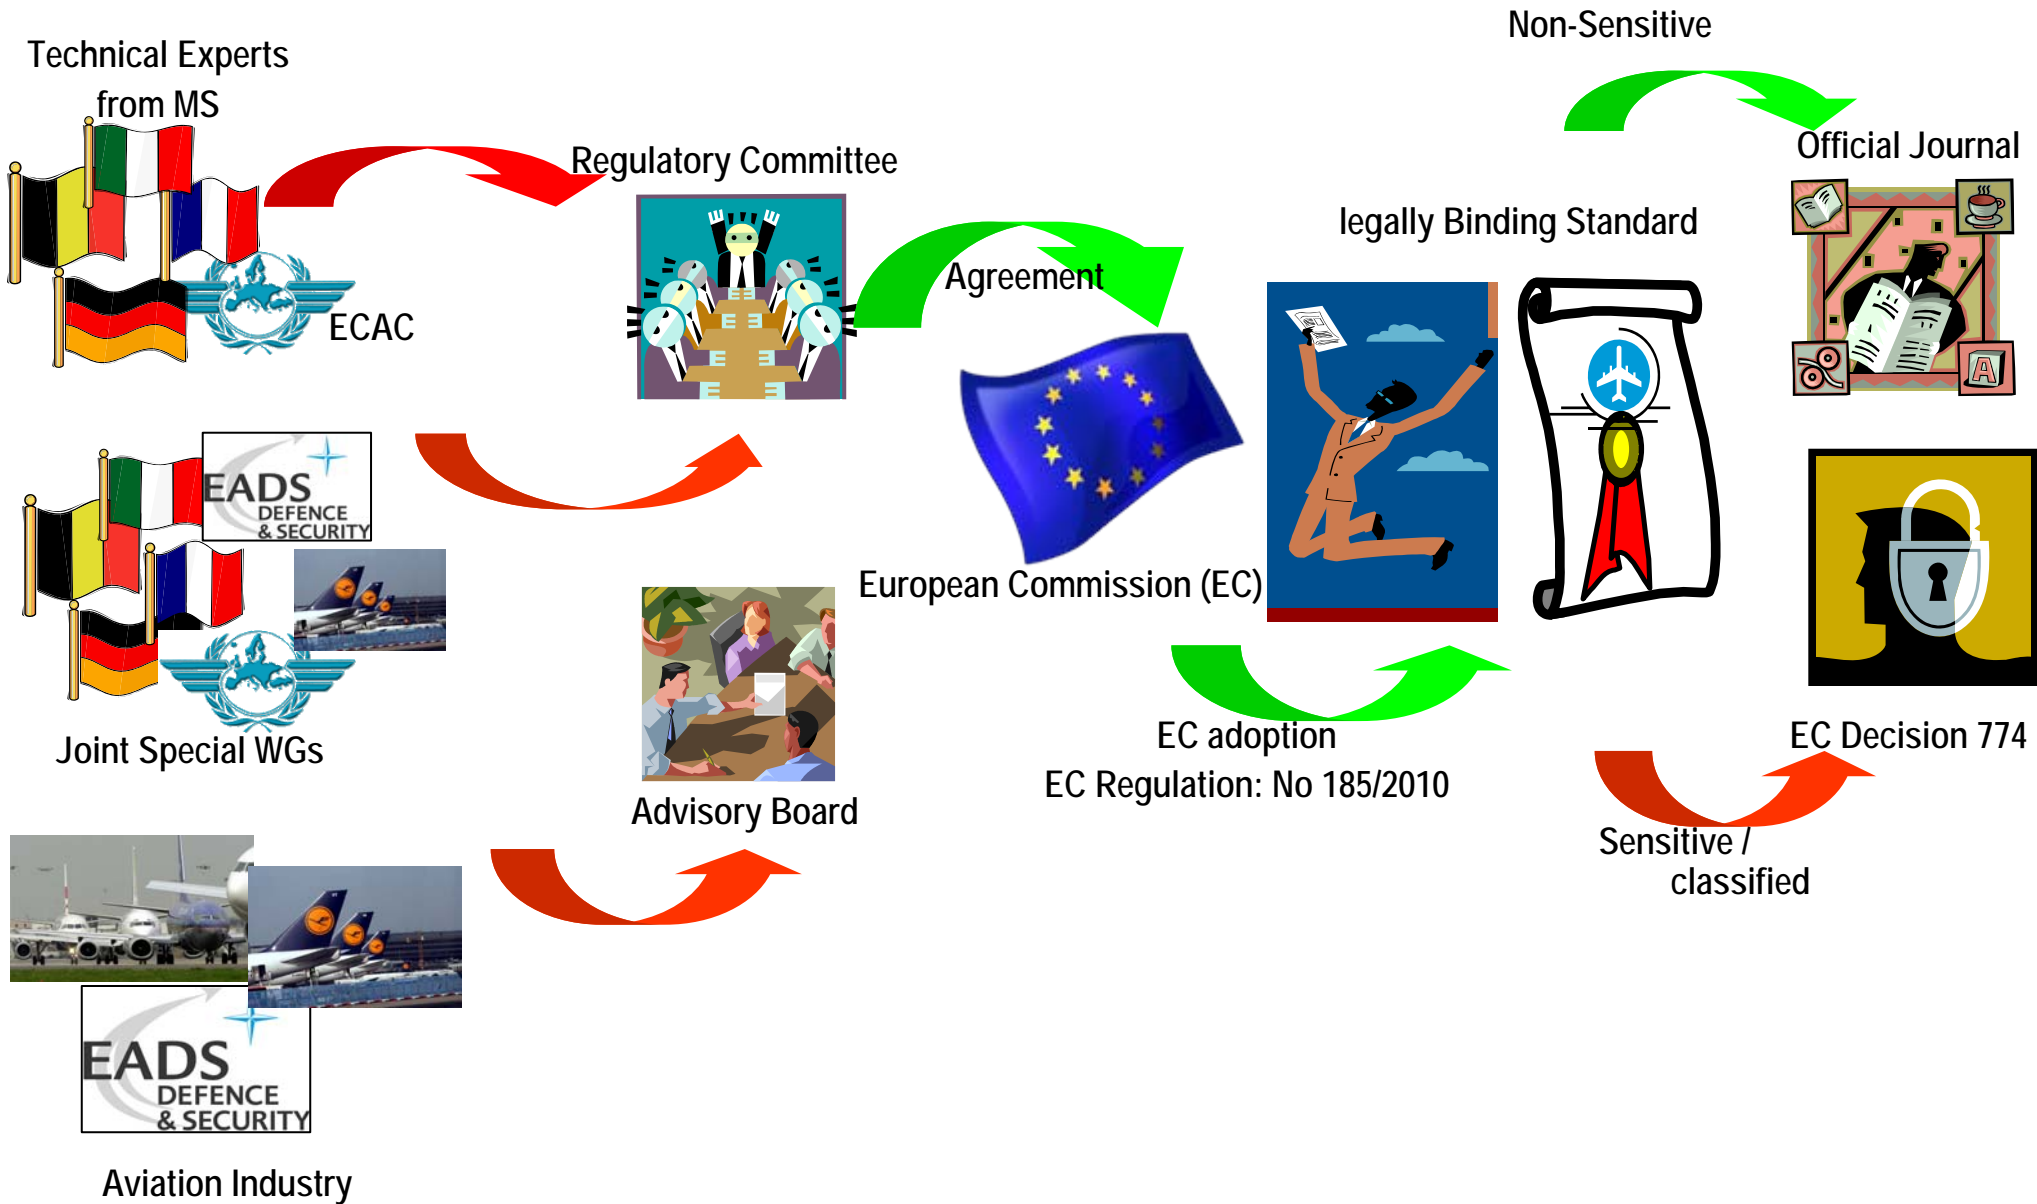 Non-Sensitive
Technical Experts
from MS
Regulatory Committee
Official Journal
legally Binding Standard
Agreement
ECAC
A
EADS
DEFENCE
& SECURITY
European Commission (EC)
Joint Special WGs
EC adoption
EC Decision 774
EC Regulation: No 185/2010
Advisory Board
Sensitive /
classified
EADS
DEFENCE
& SECURITY
Aviation Industry